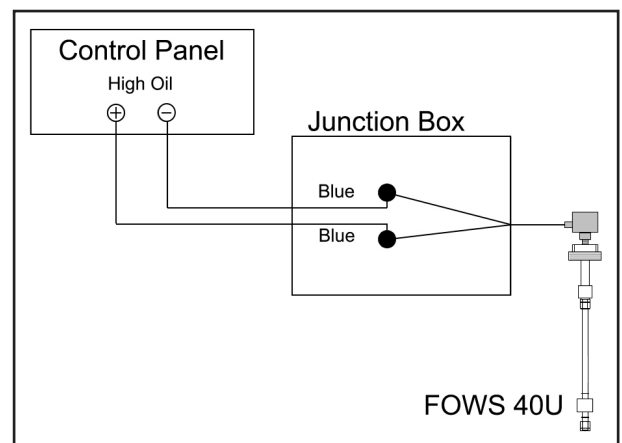 Control Panel
High Oil
+ −
Junction Box
Blue
Blue
FOWS 40U